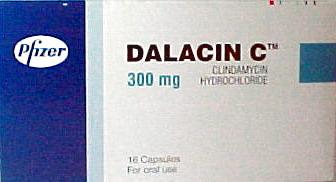 Pfizer
DALACIN C™
300 mg
CLINDAMYCIN
HYDROCHLORIDE
16 Capsules
For oral use